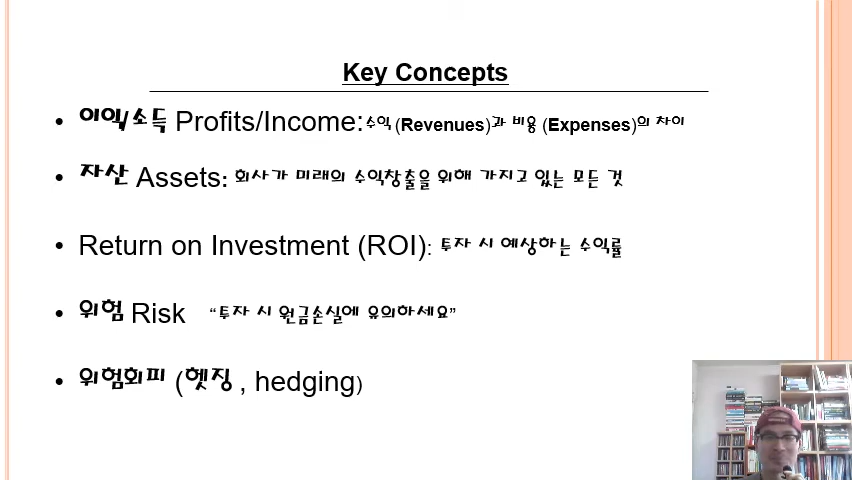 Key Concepts
• 이익/소득 Profits/Income: 수익 (Revenues)과 비용 (Expenses)의 차이
• 자산 Assets: 회사가 미래의 수익창출을 위해 가지고 있는 모든 것
• Return on Investment (ROI): 투자 시 예상하는 수익률
• 위험 Risk “투자 시 원금손실에 유의하세요”
• 위험회피 (헷징 , hedging)